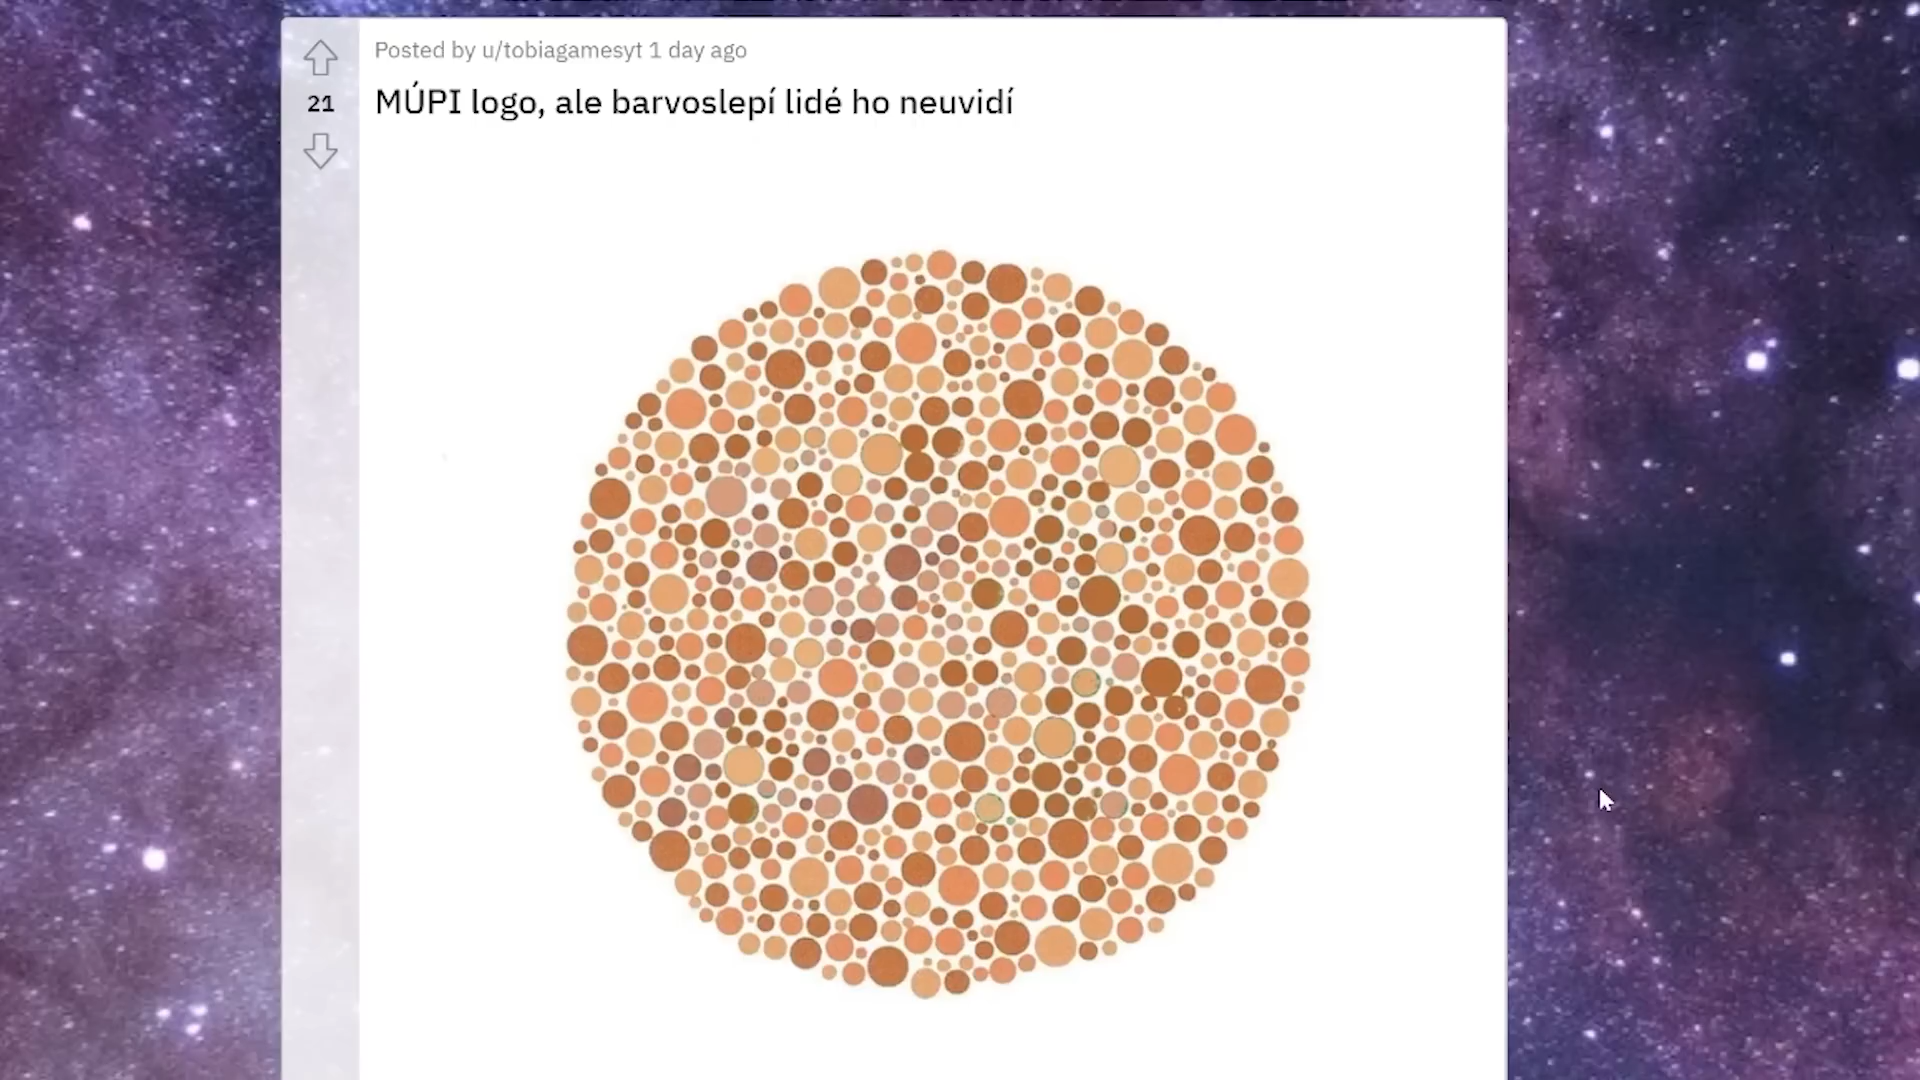 Posted by u/tobiagamesyt 1 day ago
21
MÚPI logo, ale barvoslepí lidé ho neuvidí